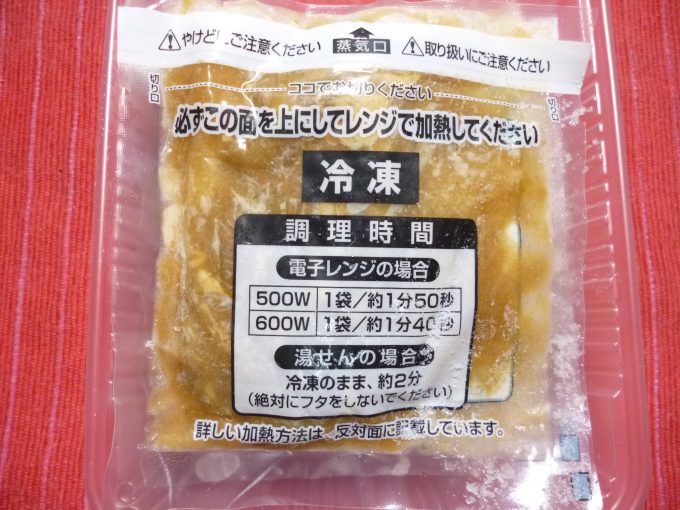 ⚠やけどにご注意ください
蒸気口
⚠取り扱いにご注意ください
切り口
切り口
ココでお切りください
必ずこの面を上にしてレンジで加熱してください
冷凍
調理時間
電子レンジの場合
500W 1袋/約1分50秒
600W 1袋/約1分40秒
湯せんの場合
冷凍のまま、約2分
(絶対にフタをしないでください)
詳しい加熱方法は、反対面に記載しています。